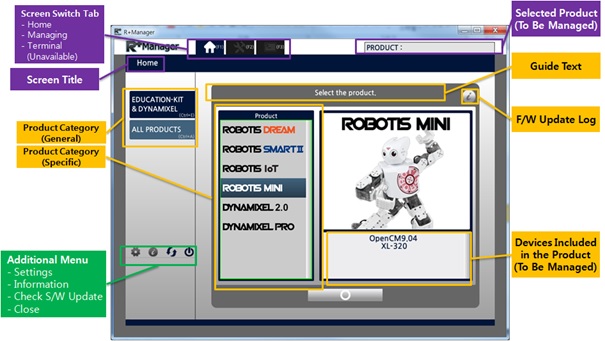 Screen Switch Tab
- Home
- Managing
- Terminal
(Unavailable)
Screen Title
Product Category
(General)
Product Category
(Specific)
Additional Menu
- Settings
- Information
- Check S/W Update
- Close
R+Manager
R+Manager
PRODUCT :
Home
EDUCATION-KIT
& DYNAMIXEL
(Ctrl+E)
ALL PRODUCTS
(Ctrl+A)
Select the product.
Product
ROBOTIS DREAM
ROBOTIS SMART III
ROBOTIS IoT
ROBOTIS MINI
DYNAMIXEL 2.0
DYNAMIXEL PRO
ROBOTIS MINI
OpenCM9.04
XL-320
Selected Product
(To Be Managed)
Guide Text
F/W Update Log
Devices Included
in the Product
(To Be Managed)